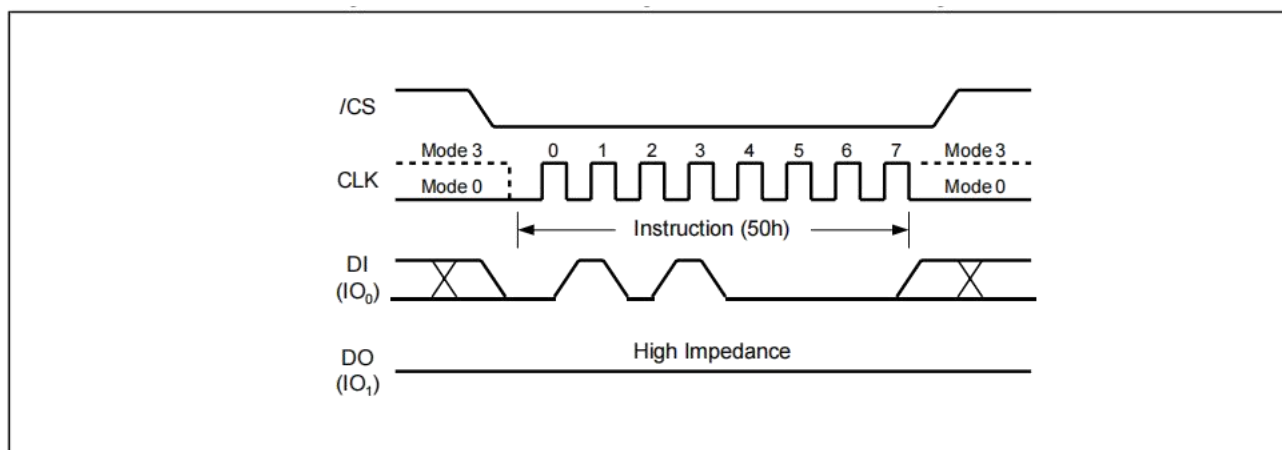 /CS
Mode 3 0 1 2 3 4 5 6 7 Mode 3
CLK
Mode 0 Mode 0
Instruction (50h)
DI
(IO₀)
High Impedance
DO
(IO₁)